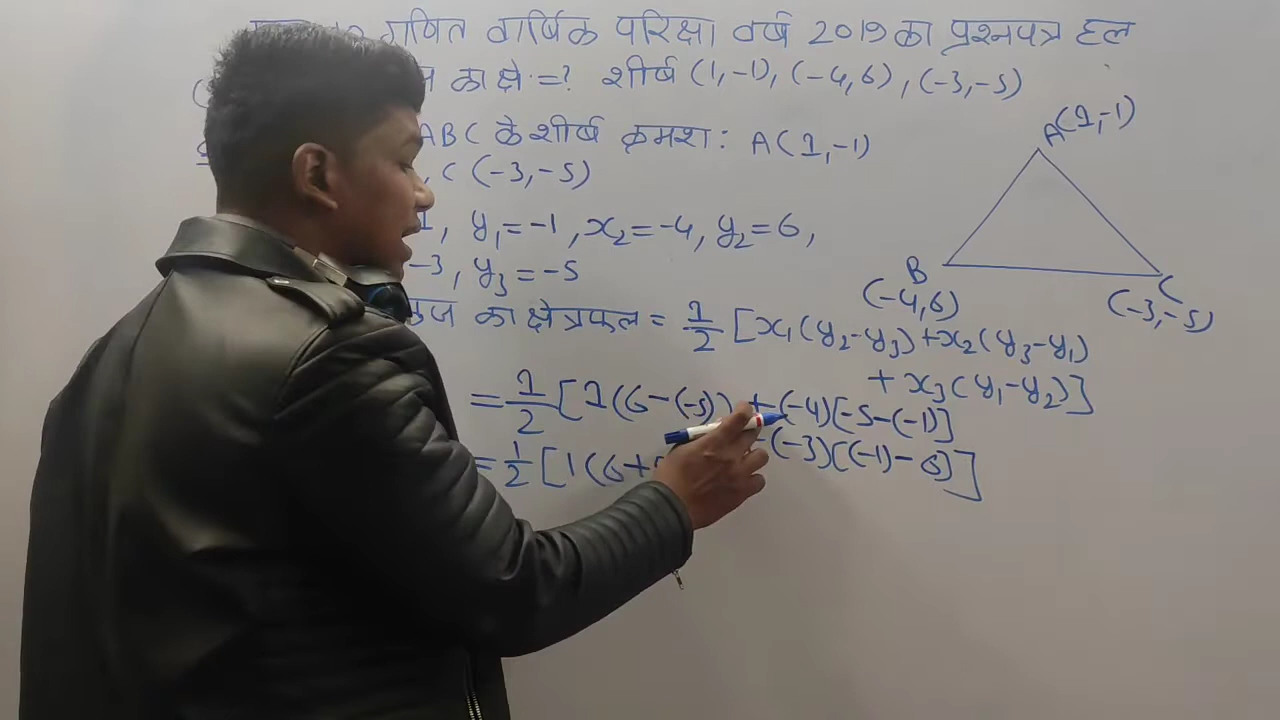 गणित वार्षिक परिक्षा वर्ष 2019 का प्रश्नपत्र हल
का क्षे.=? शीर्ष (1,-1), (-4,6), (-3,-5)
ABC के शीर्ष क्रमश: A(1,-1)
, C (-3,-5)
1, y₁=-1, x₂=-4, y₂=6,
-3, y₃=-5
का क्षेत्रफल = 1/2 [x₁(y₂-y₃)+x₂(y₃-y₁)
+ x₃(y₁-y₂)]
= 1/2 [1(6-(-5)) + (-4)[-5-(-1)]
(-3)((-1)-6)]
= 1/2 [1(6+
A(1,-1)
B
(-4,6)
C
(-3,-5)